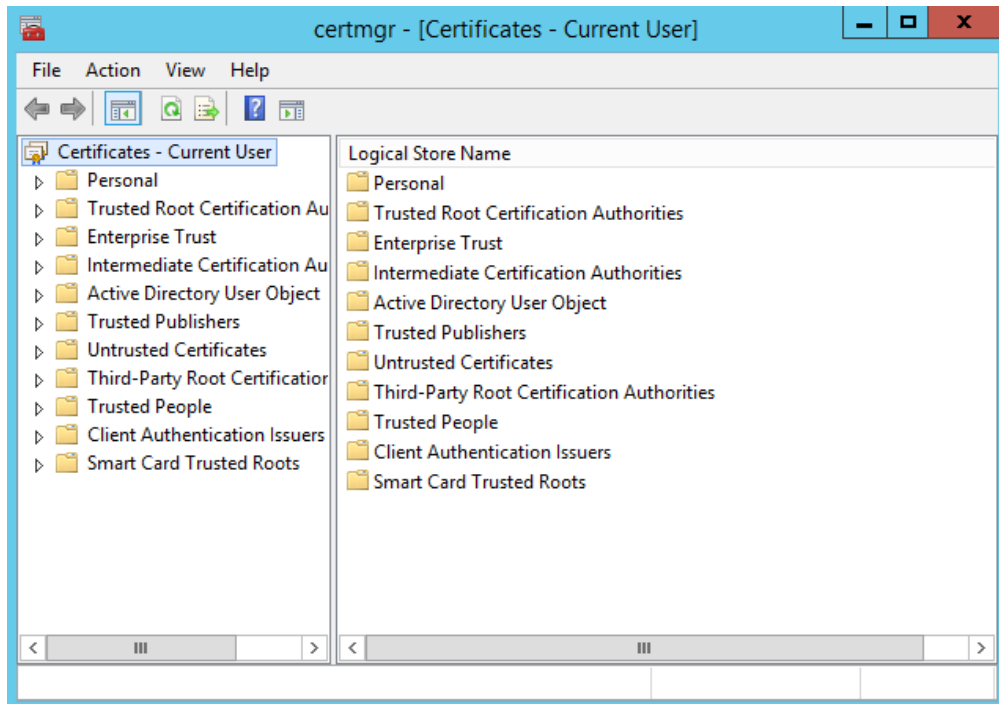 certmgr - [Certificates - Current User]
File Action View Help
Certificates - Current User
Personal
Trusted Root Certification Au
Enterprise Trust
Intermediate Certification Au
Active Directory User Object
Trusted Publishers
Untrusted Certificates
Third-Party Root Certification
Trusted People
Client Authentication Issuers
Smart Card Trusted Roots
Logical Store Name
Personal
Trusted Root Certification Authorities
Enterprise Trust
Intermediate Certification Authorities
Active Directory User Object
Trusted Publishers
Untrusted Certificates
Third-Party Root Certification Authorities
Trusted People
Client Authentication Issuers
Smart Card Trusted Roots